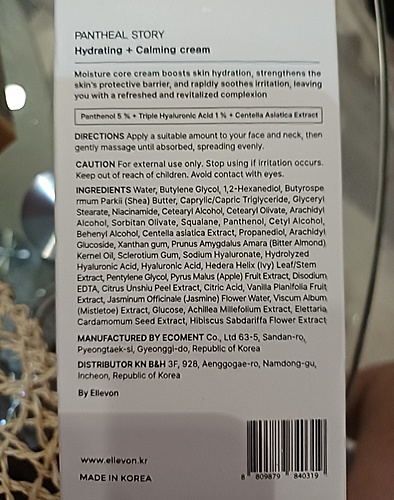 PANTHEAL STORY
Hydrating + Calming cream
Moisture core cream boosts skin hydration, strengthens the
skin's protective barrier, and rapidly soothes irritation, leaving
you with a refreshed and revitalized complexion
Panthenol 5 % + Triple Hyaluronic Acid 1 % + Centella Asiatica Extract
DIRECTIONS Apply a suitable amount to your face and neck, then
gently massage until absorbed, spreading evenly.
CAUTION For external use only. Stop using if irritation occurs.
Keep out of reach of children. Avoid contact with eyes.
INGREDIENTS Water, Butylene Glycol, 1,2-Hexanediol, Butyrospe
rmum Parkii (Shea) Butter, Caprylic/Capric Triglyceride, Glyceryl
Stearate, Niacinamide, Cetearyl Alcohol, Cetearyl Olivate, Arachidyl
Alcohol, Sorbitan Olivate, Squalane, Panthenol, Cetyl Alcohol,
Behenyl Alcohol, Centella asiatica Extract, Propanediol, Arachidyl
Glucoside, Xanthan gum, Prunus Amygdalus Amara (Bitter Almond)
Kernel Oil, Sclerotium Gum, Sodium Hyaluronate, Hydrolyzed
Hyaluronic Acid, Hyaluronic Acid, Hedera Helix (Ivy) Leaf/Stem
Extract, Pentylene Glycol, Pyrus Malus (Apple) Fruit Extract, Disodium
EDTA, Citrus Unshiu Peel Extract, Citric Acid, Vanilla Planifolia Fruit
Extract, Jasminum Officinale (Jasmine) Flower Water, Viscum Album
(Mistletoe) Extract, Glucose, Achillea Millefolium Extract, Elettaria
Cardamomum Seed Extract, Hibiscus Sabdariffa Flower Extract
MANUFACTURED BY ECOMENT Co., Ltd 63-5, Sandan-ro,
Pyeongtaek-si, Gyeonggi-do, Republic of Korea
DISTRIBUTOR KN B&H 3F, 928, Aenggogae-ro, Namdong-gu,
Incheon, Republic of Korea
By Ellevon
www.ellevon.kr
MADE IN KOREA
8 809879 840319